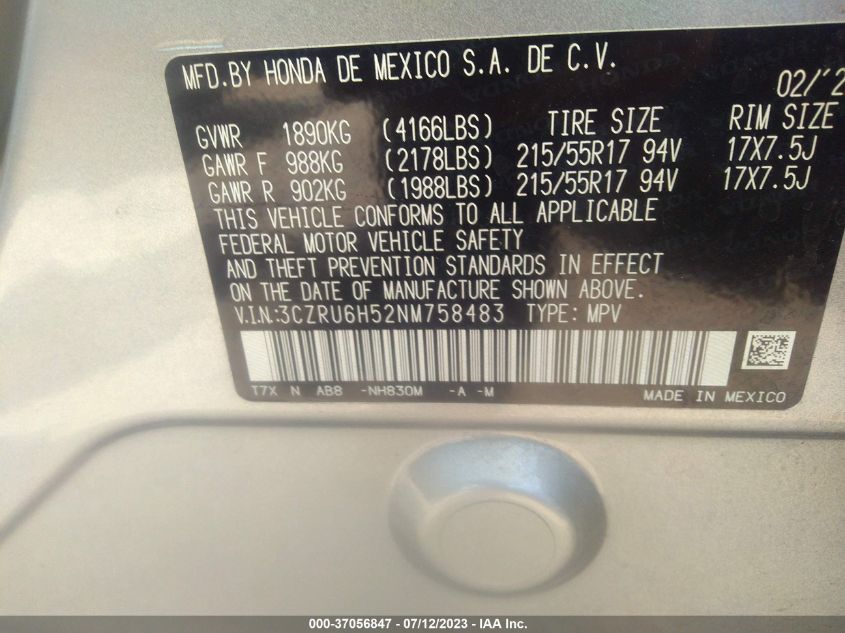 MFD.BY HONDA DE MEXICO S.A. DE C.V.
02/'2
GVWR 1890KG (4166LBS) TIRE SIZE RIM SIZE
GAWR F 988KG (2178LBS) 215/55R17 94V 17X7.5J
GAWR R 902KG (1988LBS) 215/55R17 94V 17X7.5J
THIS VEHICLE CONFORMS TO ALL APPLICABLE
FEDERAL MOTOR VEHICLE SAFETY
AND THEFT PREVENTION STANDARDS IN EFFECT
ON THE DATE OF MANUFACTURE SHOWN ABOVE.
V.I.N.:3CZRU6H52NM758483 TYPE: MPV
T7X N AB8 -NH830M -A -M MADE IN MEXICO
000-37056847 - 07/12/2023 - IAA Inc.